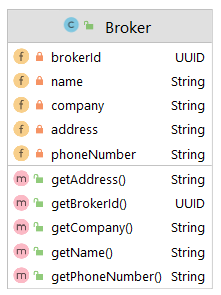 C Broker
f brokerId UUID
f name String
f company String
f address String
f phoneNumber String
m getAddress() String
m getBrokerId() UUID
m getCompany() String
m getName() String
m getPhoneNumber() String